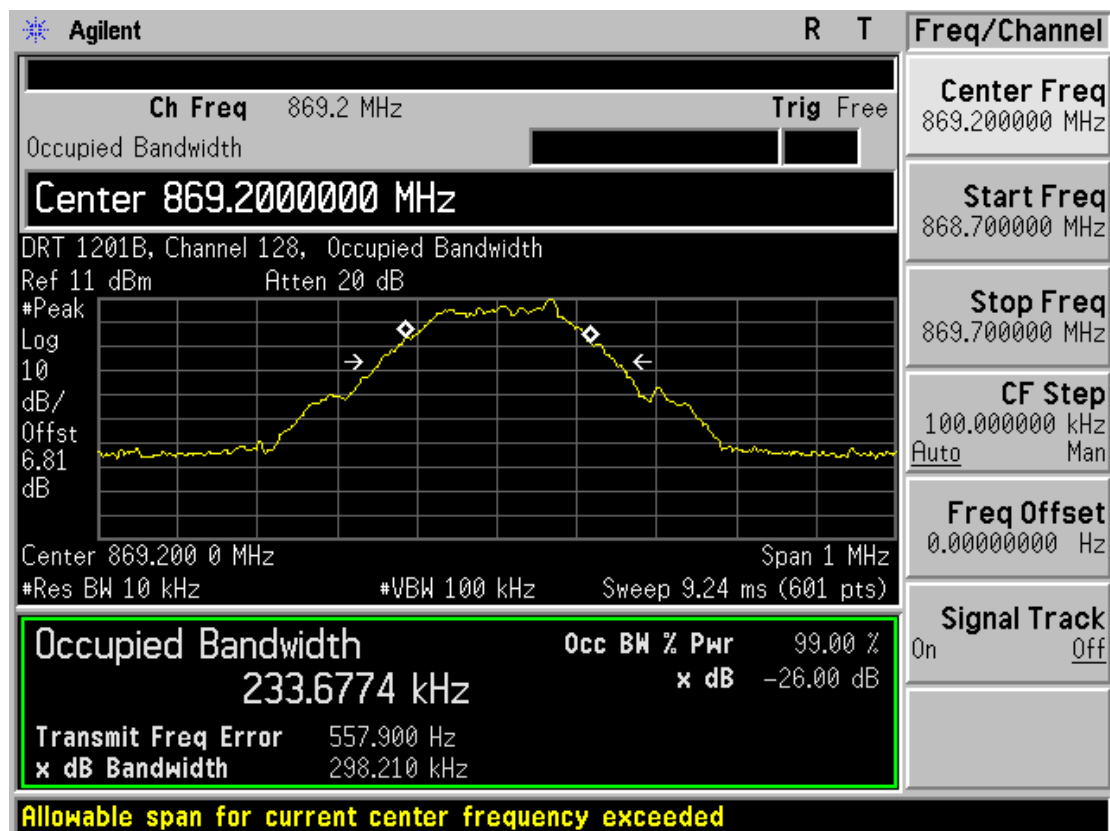 Agilent R T
Freq/Channel
Ch Freq 869.2 MHz Trig Free
Occupied Bandwidth
Center 869.2000000 MHz
DRT 1201B, Channel 128, Occupied Bandwidth
Ref 11 dBm Atten 20 dB
#Peak
Log
10
dB/
Offst
6.81
dB
Center 869.200 0 MHz Span 1 MHz
#Res BW 10 kHz #VBW 100 kHz Sweep 9.24 ms (601 pts)
Occupied Bandwidth Occ BW % Pwr 99.00 %
233.6774 kHz x dB -26.00 dB
Transmit Freq Error 557.900 Hz
x dB Bandwidth 298.210 kHz
Allowable span for current center frequency exceeded
Center Freq
869.200000 MHz
Start Freq
868.700000 MHz
Stop Freq
869.700000 MHz
CF Step
100.000000 kHz
Auto Man
Freq Offset
0.00000000 Hz
Signal Track
On Off